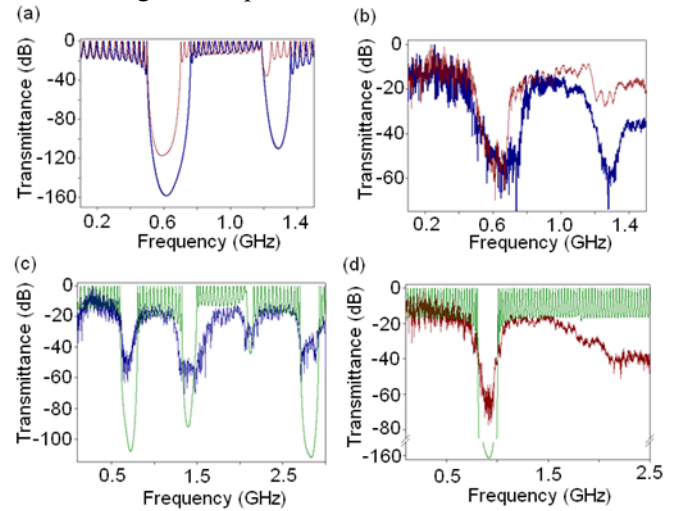 (a)
Transmittance (dB)
0
-40
-80
-120
-160
0.2 0.6 1.0 1.4
Frequency (GHz)
(b)
Transmittance (dB)
0
-20
-40
-60
0.2 0.6 1.0 1.4
Frequency (GHz)
(c)
Transmittance (dB)
0
-20
-40
-60
-80
-100
0.5 1.5 2.5
Frequency (GHz)
(d)
Transmittance (dB)
0
-20
-40
-60
-80
-160
0.5 1.5 2.5
Frequency (GHz)